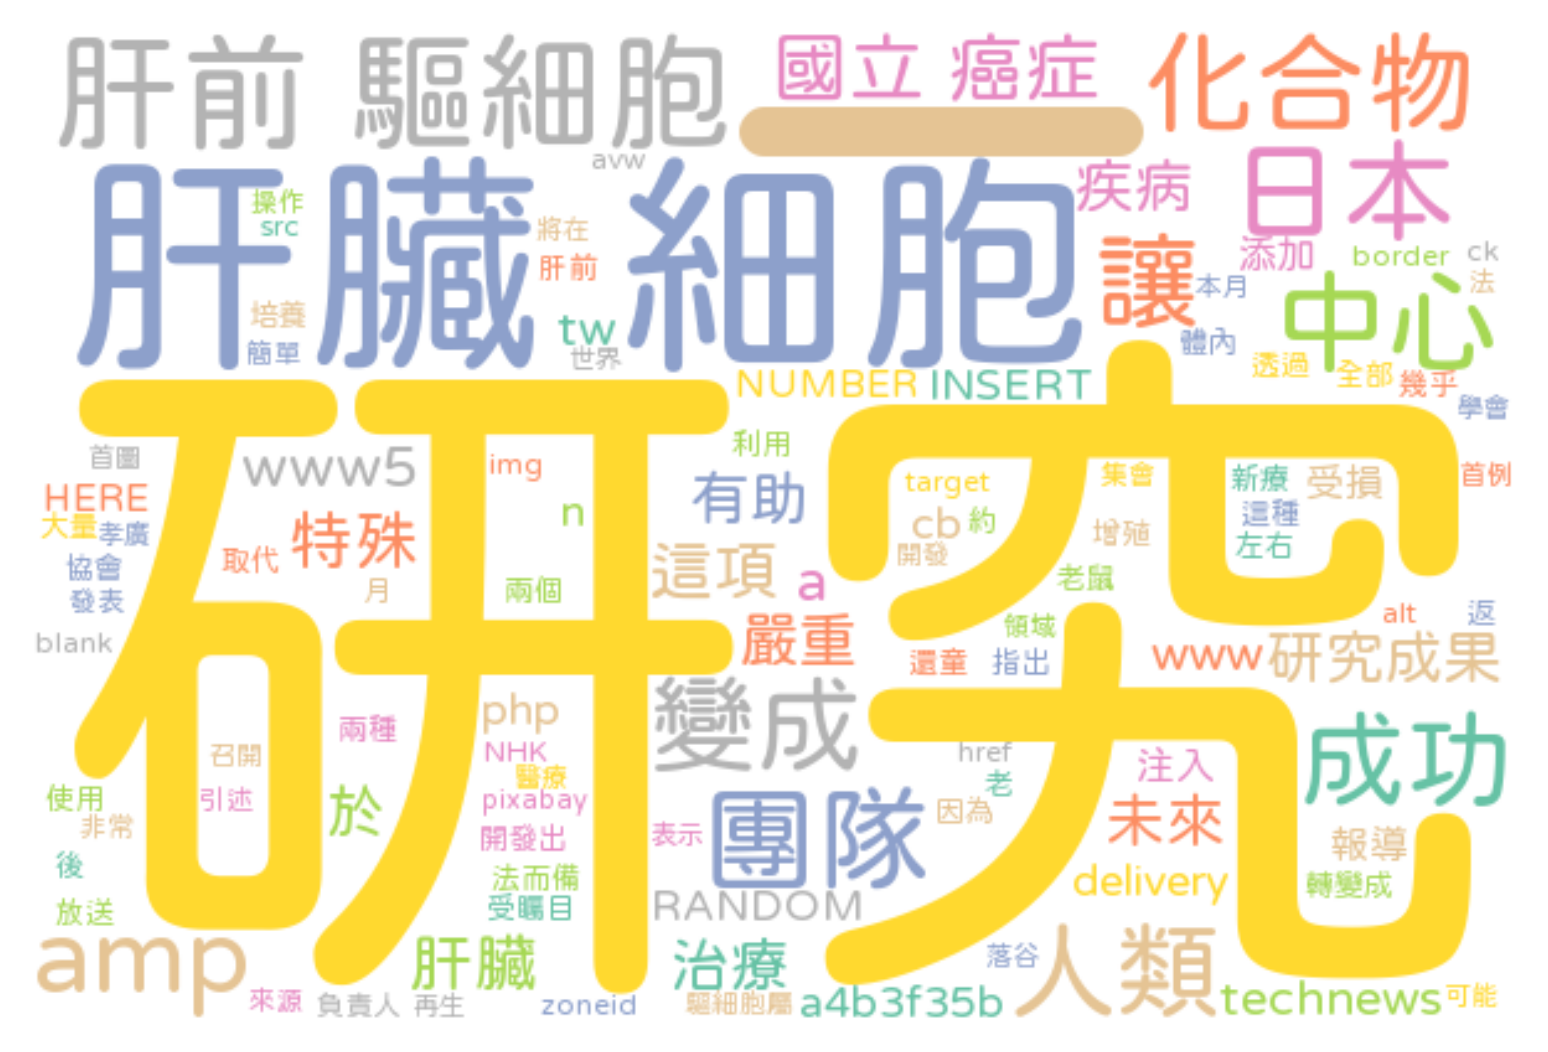 肝前 驅細胞
國立 癌症
一
化合物
avw
肝臟 細胞
疾病
日本
操作
src
將在
肝前
讓
添加
border
ck
法
本月
培養
簡單
tw
世界
體內
中心
透過
全部
幾乎
學會
NUMBER
INSERT
研究
首圖
www5
img
利用
HERE
大量
孝廣
協會
發表
取代
特殊
n
有助
target
集會
新療
受損
首例
cb
約
這種
開發
增殖
左右
月
兩個
這項
a
老鼠
領域
alt
返
blank
嚴重
還童
指出
www
研究成果
變成
php
兩種
NHK
醫療
href
召開
引述
pixabay
老
注入
成功
使用
非常
於
開發出
表示
團隊
因為
未來
報導
後
法而備
delivery
轉變成
放送
受矚目
RANDOM
amp
肝臟
治療
落谷
人類
來源
負責人
再生
zoneid
驅細胞屬
a4b3f35b
technews
可能